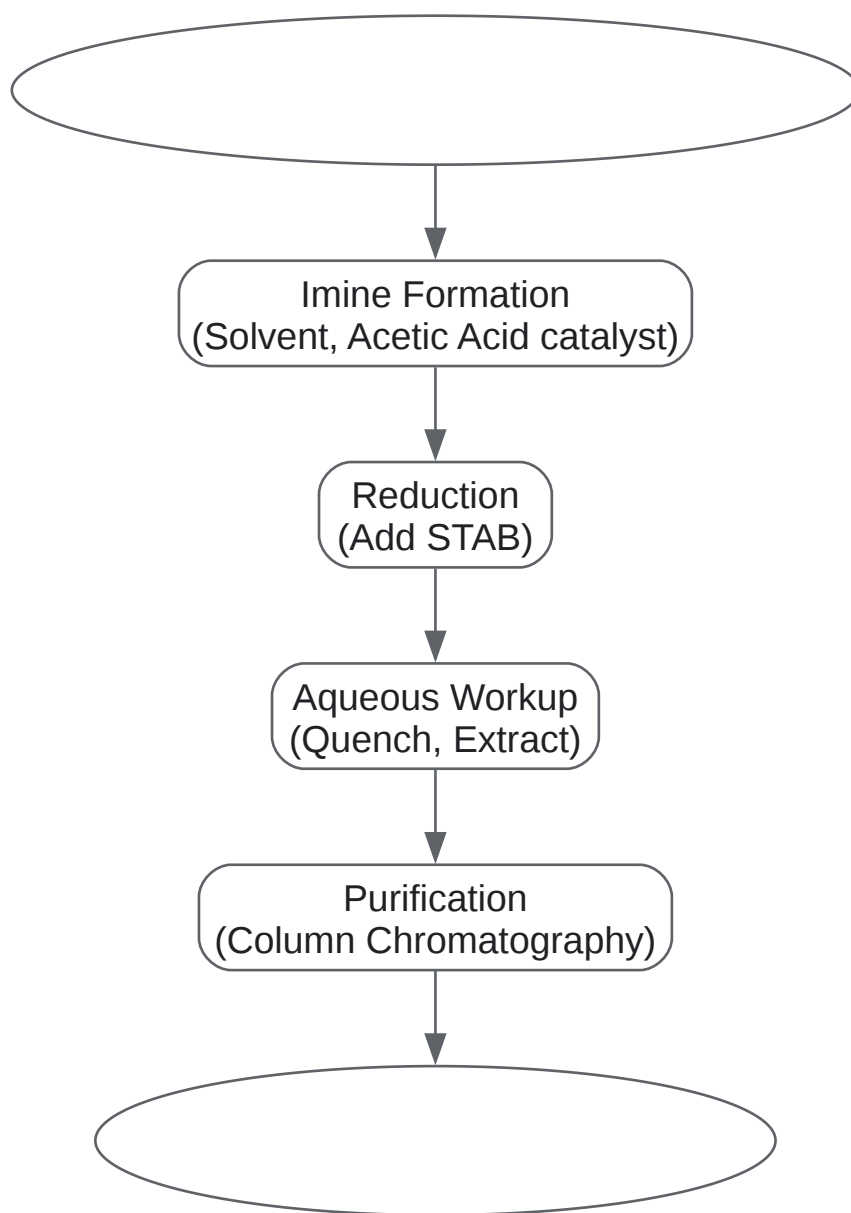 Imine Formation
(Solvent, Acetic Acid catalyst)
Reduction
(Add STAB)
Aqueous Workup
(Quench, Extract)
Purification
(Column Chromatography)